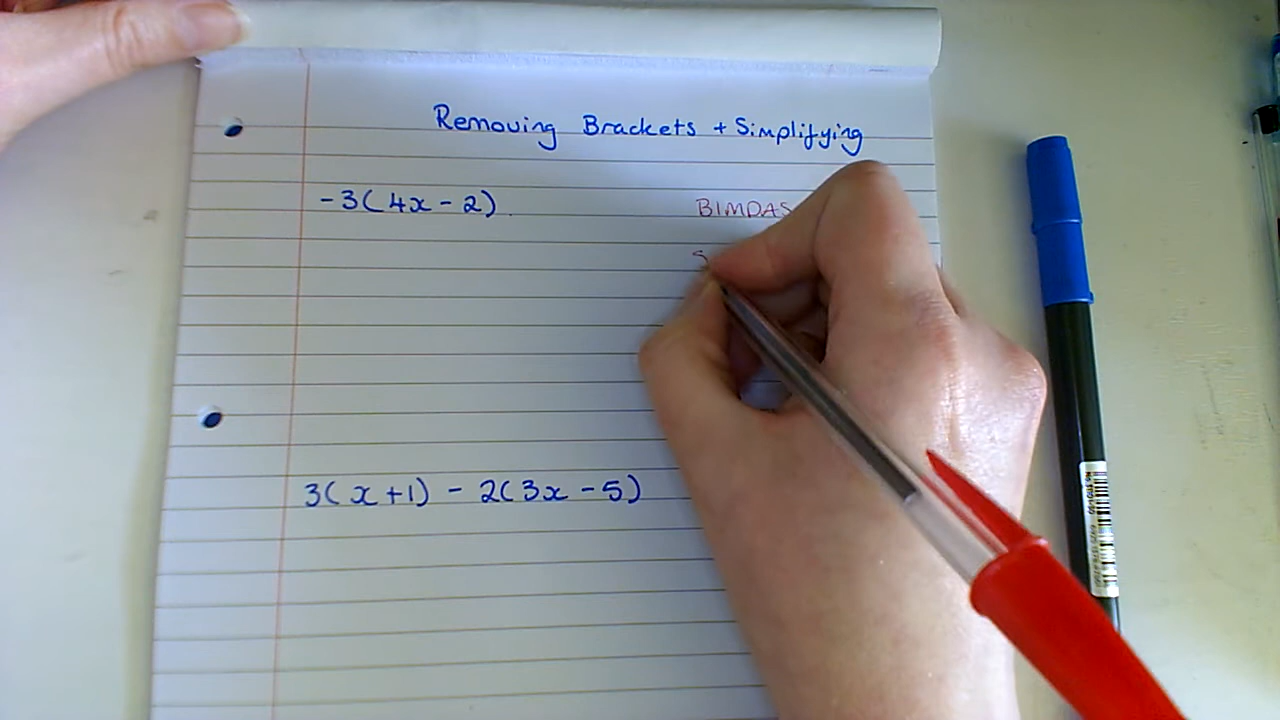 Removing Brackets + Simplifying
-3(4x - 2)
BIMDAS
S
3(x+1) - 2(3x - 5)